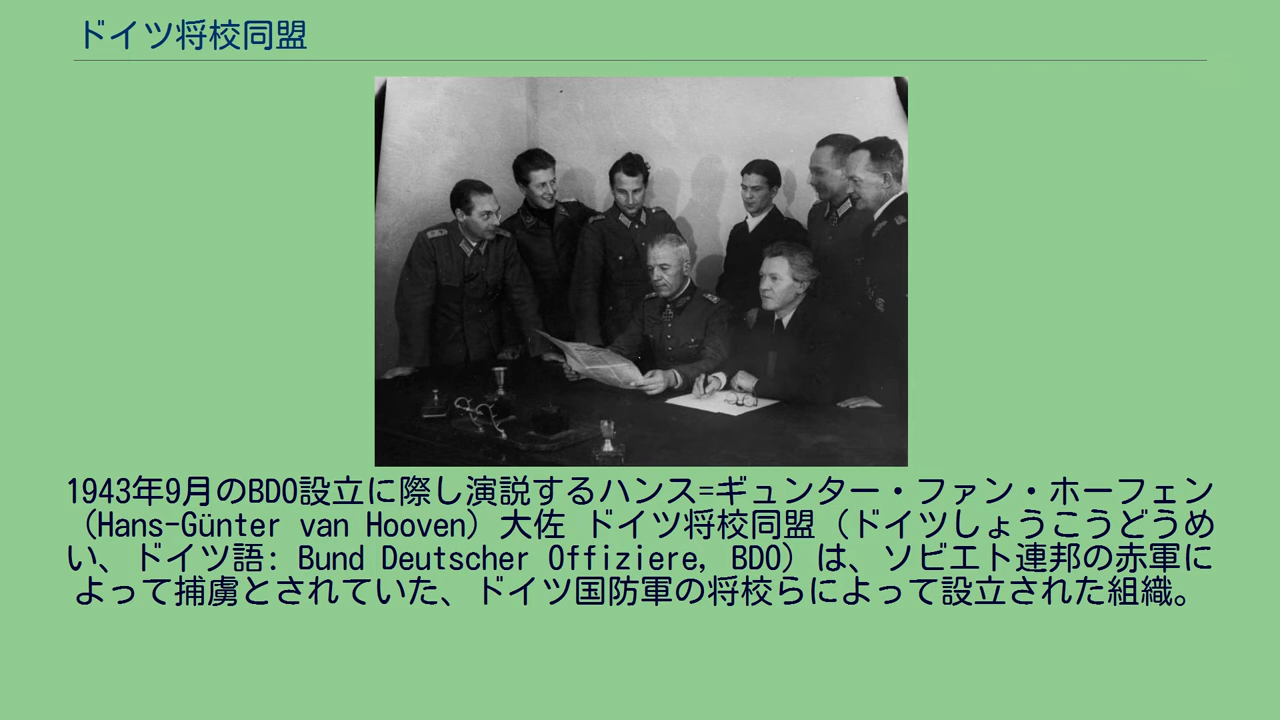 ドイツ将校同盟
1943年9月のBDO設立に際し演説するハンス=ギュンター・ファン・ホーフェン
（Hans-Günter van Hooven）大佐 ドイツ将校同盟（ドイツしょうこうどうめ
い、ドイツ語: Bund Deutscher Offiziere, BDO）は、ソビエト連邦の赤軍に
よって捕虜とされていた、ドイツ国防軍の将校らによって設立された組織。